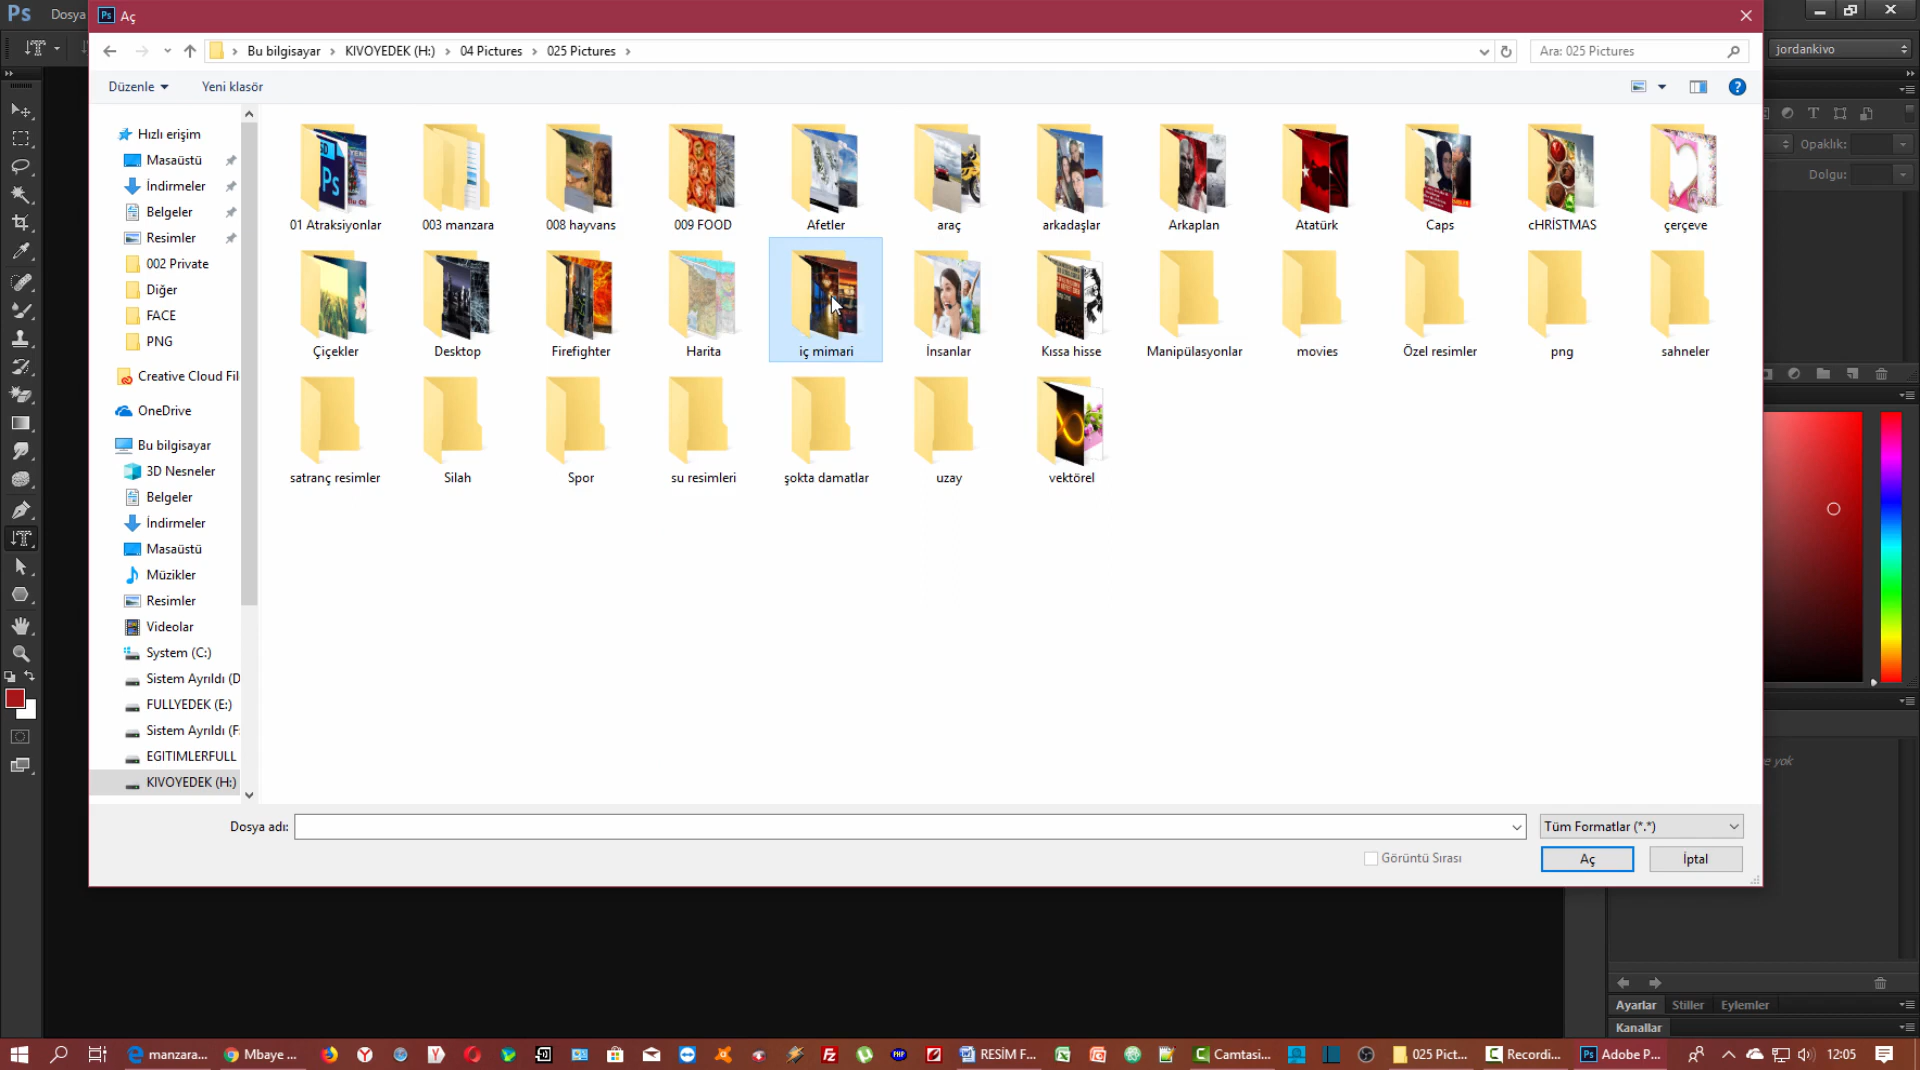 Ps Dosya
Aç
Bu bilgisayar KIVOYEDEK (H:) 04 Pictures 025 Pictures
Ara: 025 Pictures
jordankivo
Düzenle Yeni klasör
Hızlı erişim
Masaüstü
İndirmeler
Belgeler
Resimler
002 Private
Diğer
FACE
PNG
Creative Cloud Fil
OneDrive
Bu bilgisayar
3D Nesneler
Belgeler
İndirmeler
Masaüstü
Müzikler
Resimler
Videolar
System (C:)
Sistem Ayrıldı (D
FULLYEDEK (E:)
Sistem Ayrıldı (F:
EGITIMLERFULL
KIVOYEDEK (H:)
01 Atraksiyonlar 003 manzara 008 hayvans 009 FOOD Afetler araç arkadaşlar Arkaplan Atatürk Caps cHRİSTMAS çerçeve
Çiçekler Desktop Firefighter Harita iç mimari İnsanlar Kıssa hisse Manipülasyonlar movies Özel resimler png sahneler
satranç resimler Silah Spor su resimleri şokta damatlar uzay vektörel
Opaklık:
Dolgu:
e yok
Dosya adı:
Tüm Formatlar (*.*)
Görüntü Sırası
Aç İptal
Ayarlar Stiller Eylemler
Kanallar
manzara... Mbaye ... RESİM F... Camtasi... 025 Pict... Recordi... Adobe P... 12:05